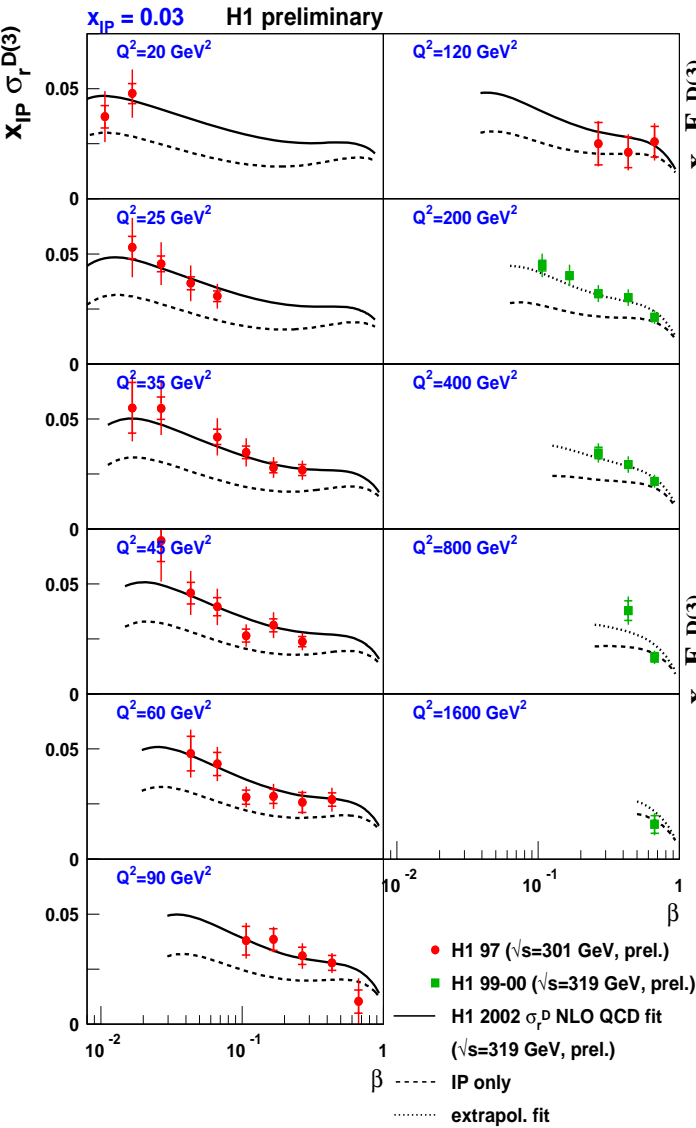 x_IP = 0.03 H1 preliminary
x_IP σ_r^D(3)
Q²=20 GeV²
0.05
0
Q²=25 GeV²
0.05
0
Q²=35 GeV²
0.05
0
Q²=45 GeV²
0.05
0
Q²=60 GeV²
0.05
0
Q²=90 GeV²
0.05
0
10⁻² 10⁻¹ 1
β
Q²=120 GeV²
Q²=200 GeV²
Q²=400 GeV²
Q²=800 GeV²
Q²=1600 GeV²
10⁻² 10⁻¹ 1
β
H1 97 (√s=301 GeV, prel.)
H1 99-00 (√s=319 GeV, prel.)
H1 2002 σ_r^D NLO QCD fit
(√s=319 GeV, prel.)
IP only
extrapol. fit